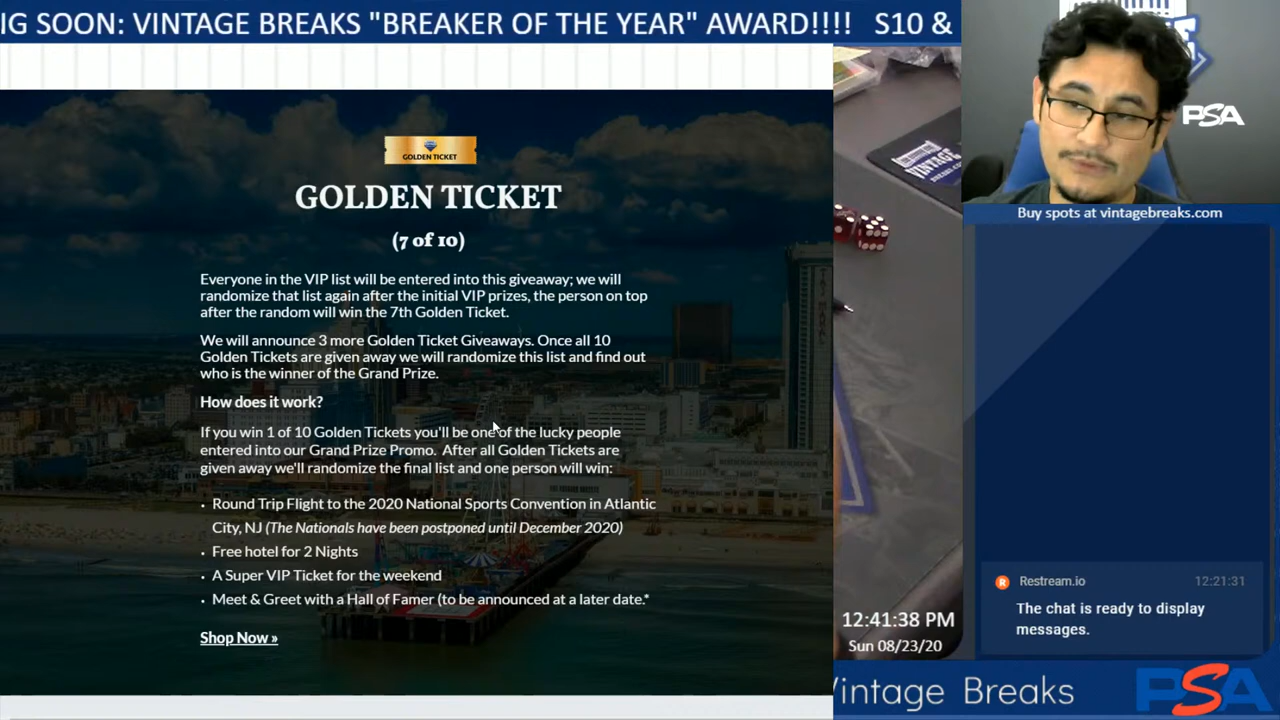 IG SOON: VINTAGE BREAKS "BREAKER OF THE YEAR" AWARD!!!!   S10 &
GOLDEN TICKET
GOLDEN TICKET
(7 of 10)
Everyone in the VIP list will be entered into this giveaway; we will
randomize that list again after the initial VIP prizes, the person on top
after the random will win the 7th Golden Ticket.
We will announce 3 more Golden Ticket Giveaways. Once all 10
Golden Tickets are given away we will randomize this list and find out
who is the winner of the Grand Prize.
How does it work?
If you win 1 of 10 Golden Tickets you'll be one of the lucky people
entered into our Grand Prize Promo. After all Golden Tickets are
given away we'll randomize the final list and one person will win:
• Round Trip Flight to the 2020 National Sports Convention in Atlantic
City, NJ (The Nationals have been postponed until December 2020)
• Free hotel for 2 Nights
• A Super VIP Ticket for the weekend
• Meet & Greet with a Hall of Famer (to be announced at a later date.*
Shop Now »
TAJ MAHAL
VINTAGE
PSA
Buy spots at vintagebreaks.com
Restream.io
12:21:31
The chat is ready to display
messages.
12:41:38 PM
Sun 08/23/20
Vintage Breaks
PSA